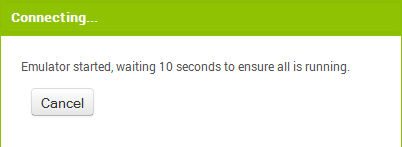 Connecting...
Emulator started, waiting 10 seconds to ensure all is running.
Cancel